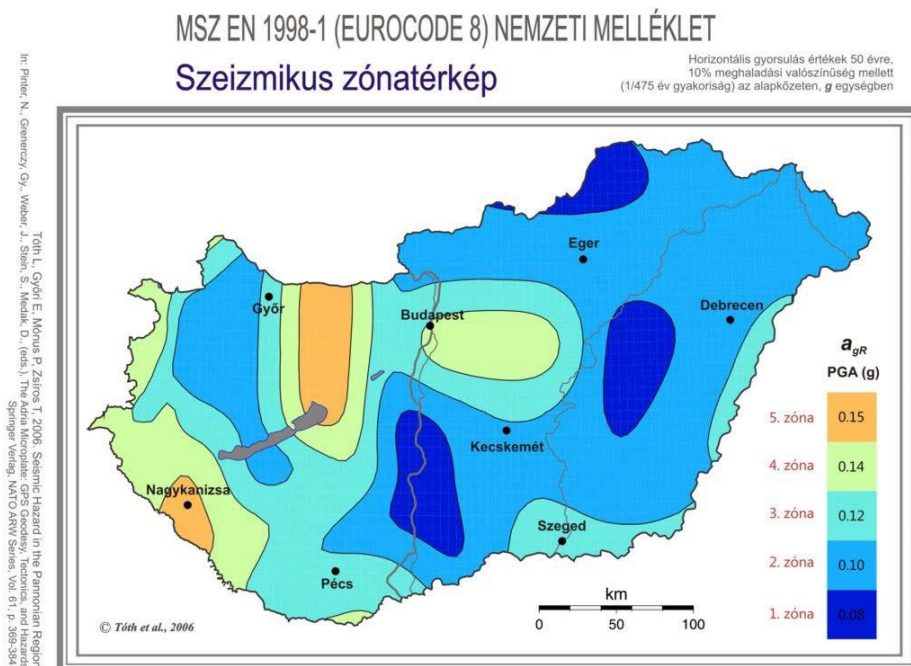 MSZ EN 1998-1 (EUROCODE 8) NEMZETI MELLÉKLET
Szeizmikus zónatérkép
Horizontális gyorsulás értékek 50 évre,
10% meghaladási valószínűség mellett
(1/475 év gyakoriság) az alapkőzeten, g egységben
Tóth L, Győri E, Mónus P, Zsíros T, 2006. Seismic Hazard in the Pannonian Region
In: Pinter, N., Grenerczy, Gy., Weber, J., Stein, S., Medak, D., (eds.), The Adria Microplate: GPS Geodesy, Tectonics, and Hazards
Springer Verlag, NATO ARW Series, Vol. 61, p. 369-384
Eger
Győr
Budapest
Debrecen
Kecskemét
Nagykanizsa
Szeged
Pécs
agR
PGA (g)
5. zóna 0.15
4. zóna 0.14
3. zóna 0.12
2. zóna 0.10
1. zóna 0.08
km
0 50 100
© Tóth et al., 2006